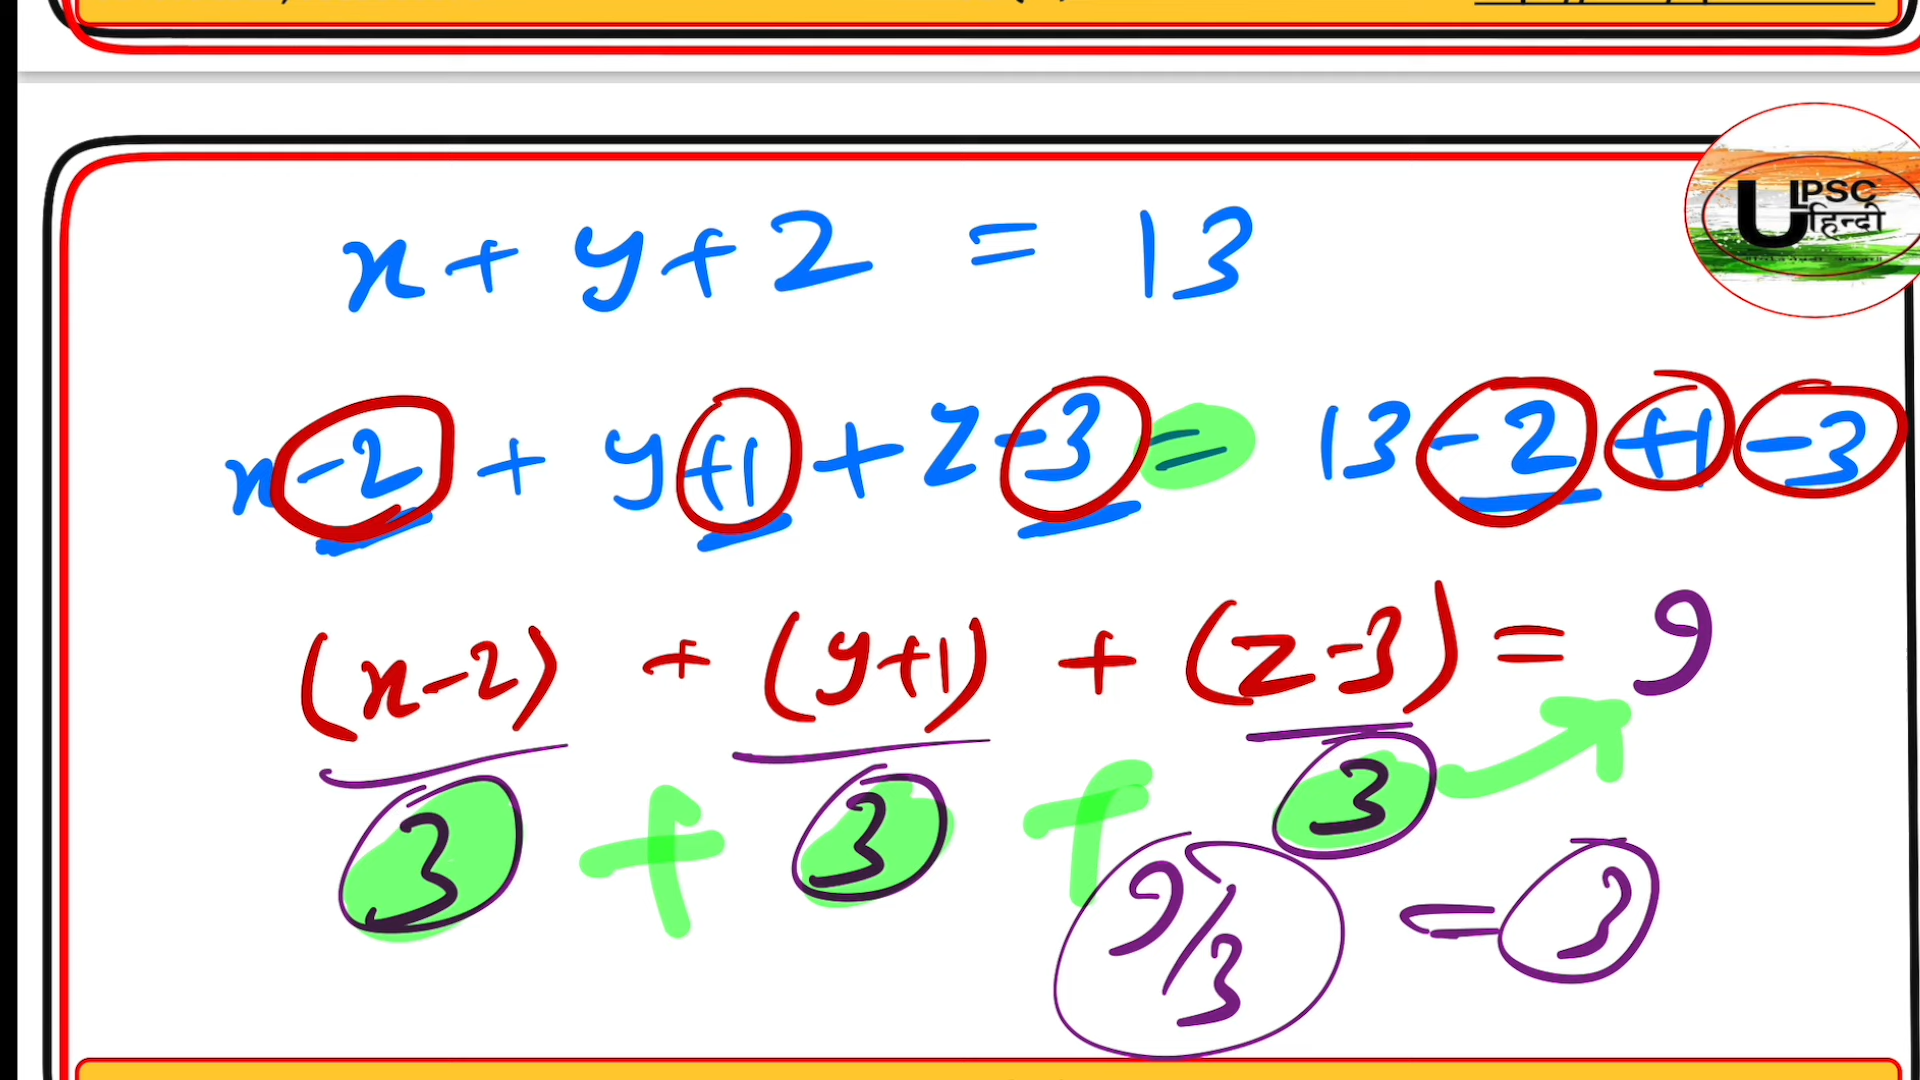 UPSC
हिन्दी
x + y + z = 13
x-2 + y+1 + z-3 = 13 -2 +1 -3
(x-2) + (y+1) + (z-3) = 9
3 + 3 + 3
9/3 = 3